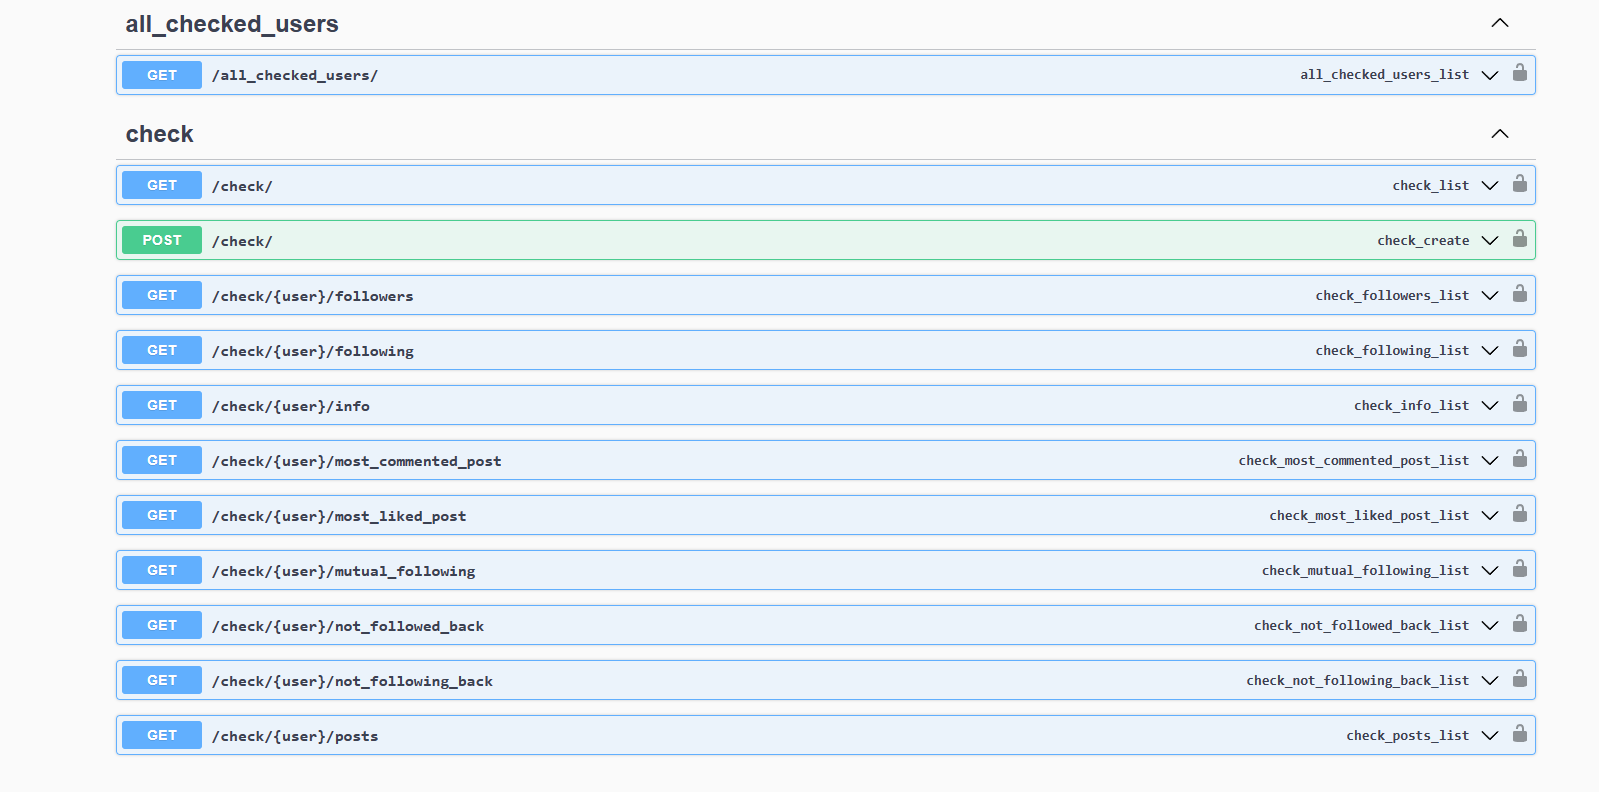 all_checked_users
GET /all_checked_users/ all_checked_users_list
check
GET /check/ check_list
POST /check/ check_create
GET /check/{user}/followers check_followers_list
GET /check/{user}/following check_following_list
GET /check/{user}/info check_info_list
GET /check/{user}/most_commented_post check_most_commented_post_list
GET /check/{user}/most_liked_post check_most_liked_post_list
GET /check/{user}/mutual_following check_mutual_following_list
GET /check/{user}/not_followed_back check_not_followed_back_list
GET /check/{user}/not_following_back check_not_following_back_list
GET /check/{user}/posts check_posts_list